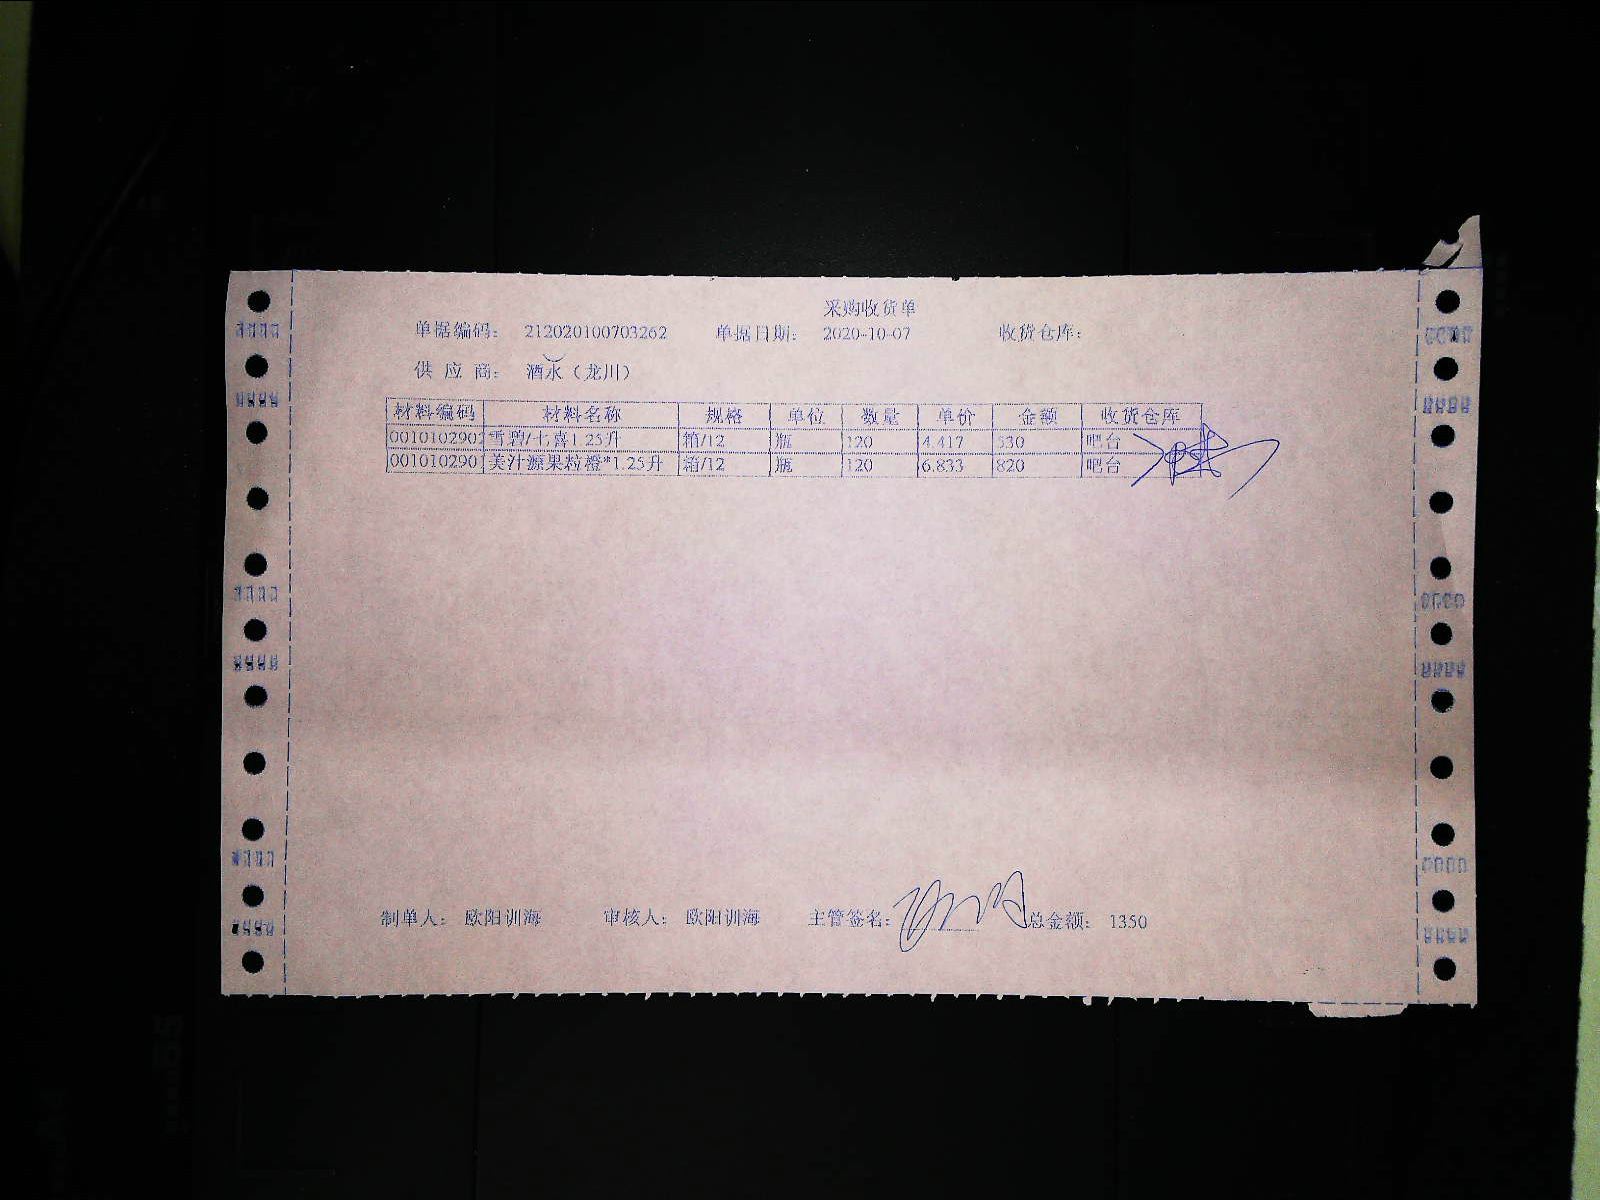 采购收货单
单据编码： 212020100703262 单据日期： 2020-10-07 收货仓库：
供 应 商： 酒水（龙川）
材料编码 材料名称 规格 单位 数量 单价 金额 收货仓库
0010102902 雪碧/七喜1.25升 箱/12 瓶 120 4.417 530 吧台
001010290 美汁源果粒橙*1.25升 箱/12 瓶 120 6.833 820 吧台
制单人： 欧阳训海 审核人： 欧阳训海 主管签名： 总金额： 1350